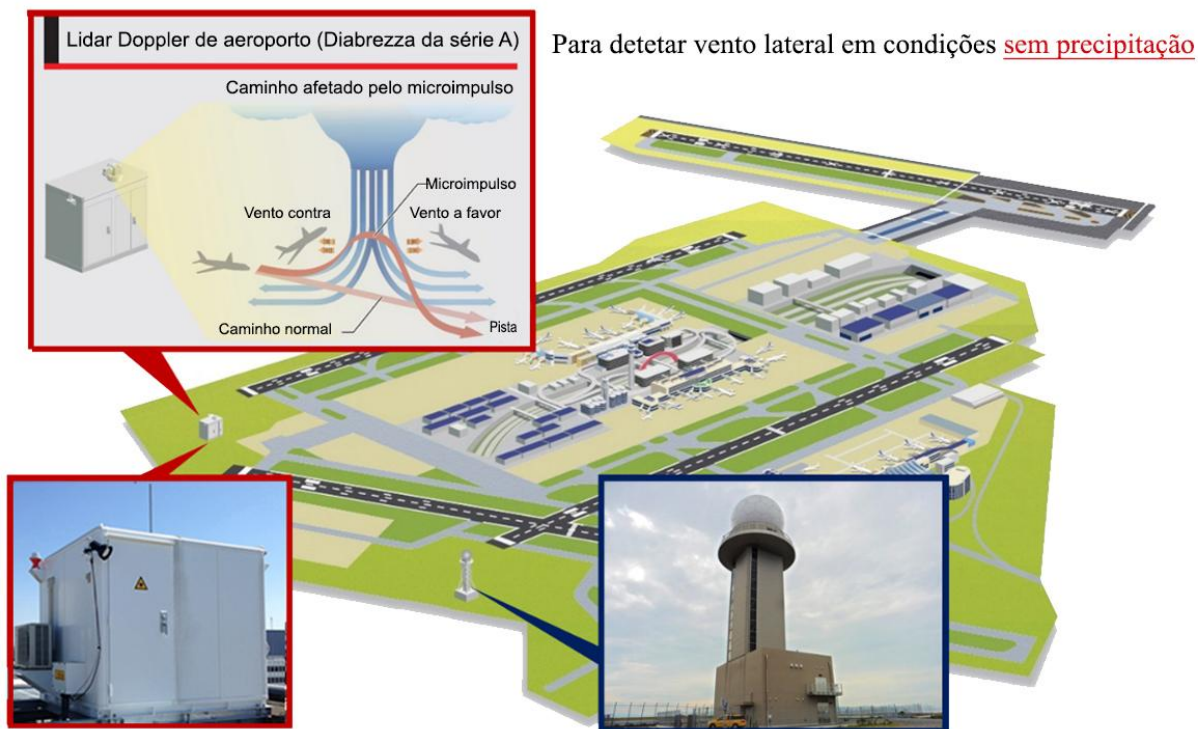 Lidar Doppler de aeroporto (Diabrezza da série A)
Para detetar vento lateral em condições sem precipitação
Caminho afetado pelo microimpulso
Microimpulso
Vento contra
Vento a favor
Caminho normal
Pista